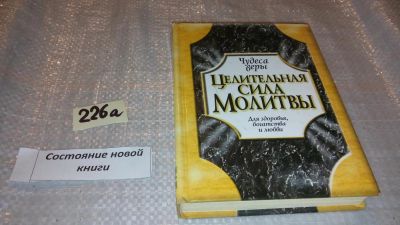 226а
Состояние новой
книги
Чудеса
веры
Целительная
сила
Молитвы
Для здоровья,
богатства
и любви